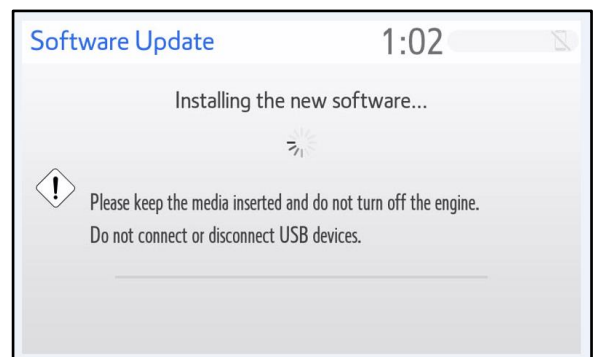 Software Update
1:02
Installing the new software...
Please keep the media inserted and do not turn off the engine.
Do not connect or disconnect USB devices.